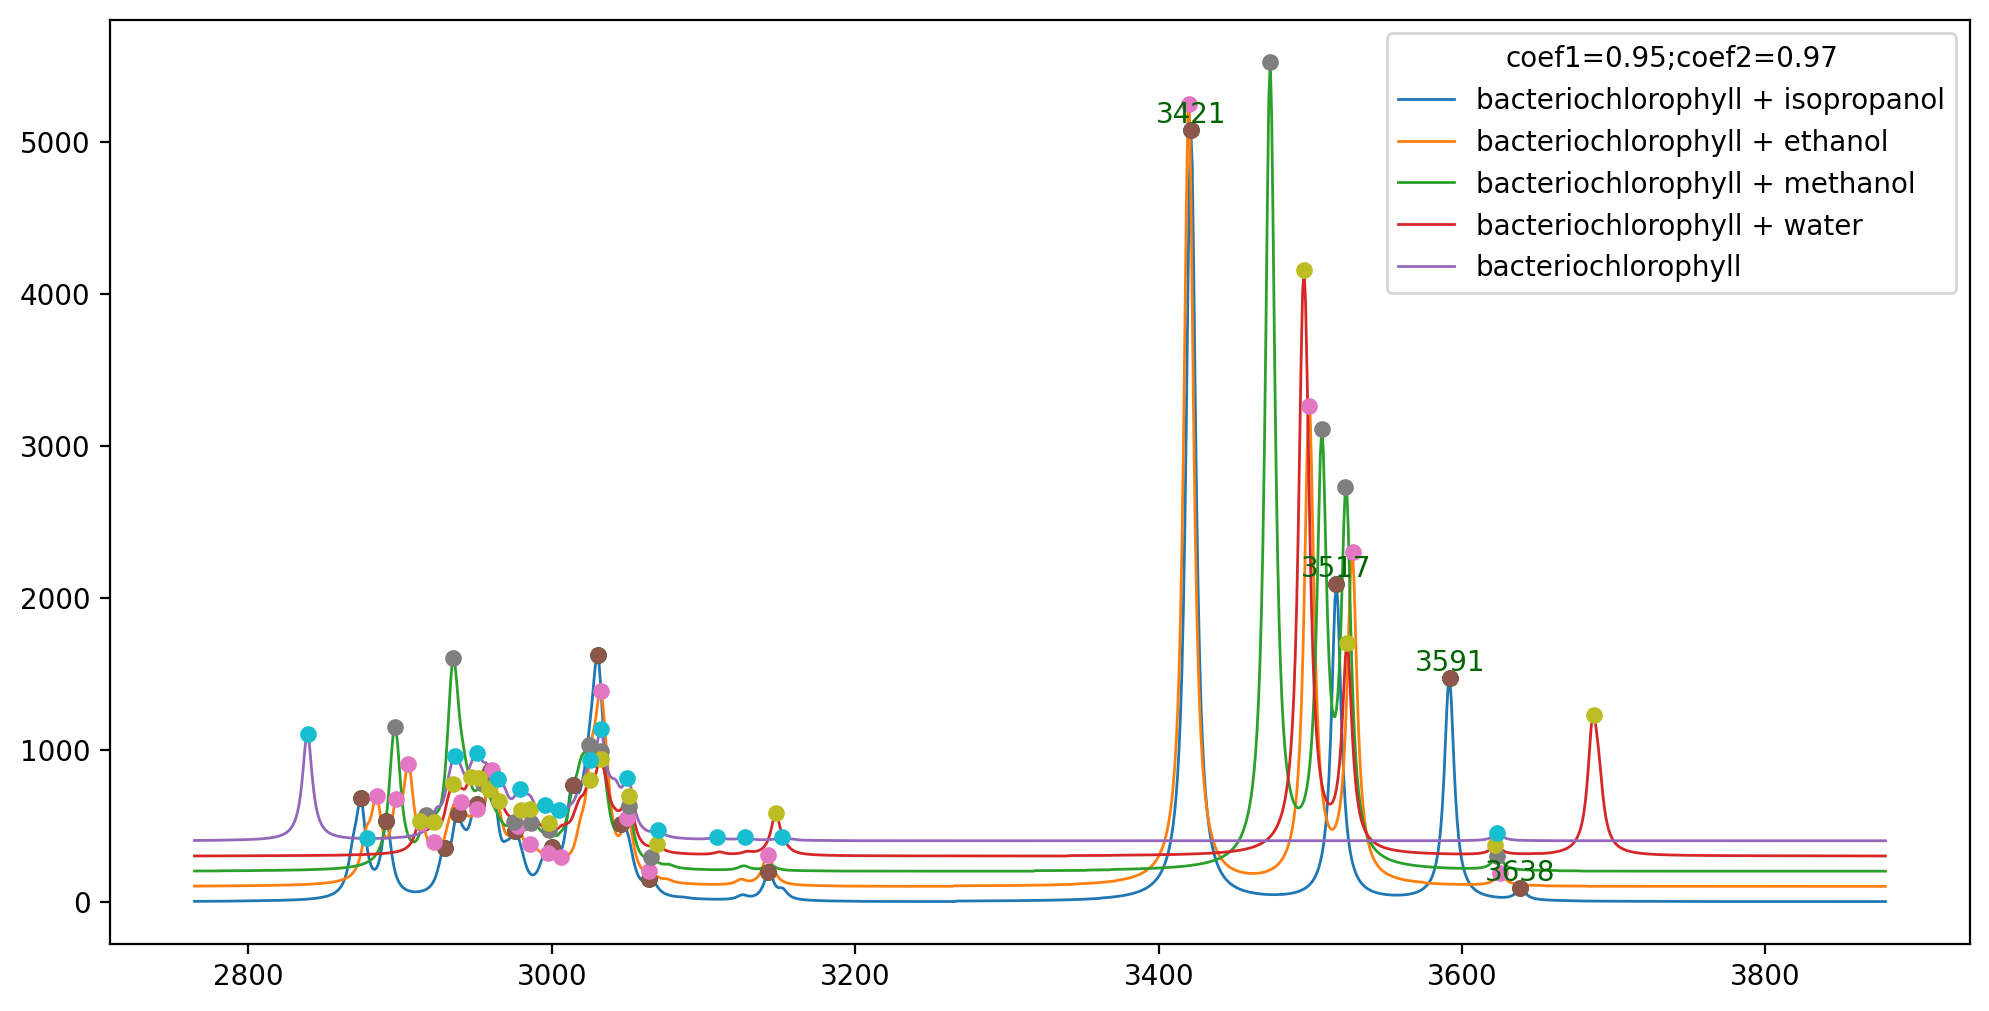 coef1=0.95;coef2=0.97
bacteriochlorophyll + isopropanol
bacteriochlorophyll + ethanol
bacteriochlorophyll + methanol
bacteriochlorophyll + water
bacteriochlorophyll
5000
4000
3000
2000
1000
0
3421
3517
3591
3638
2800 3000 3200 3400 3600 3800